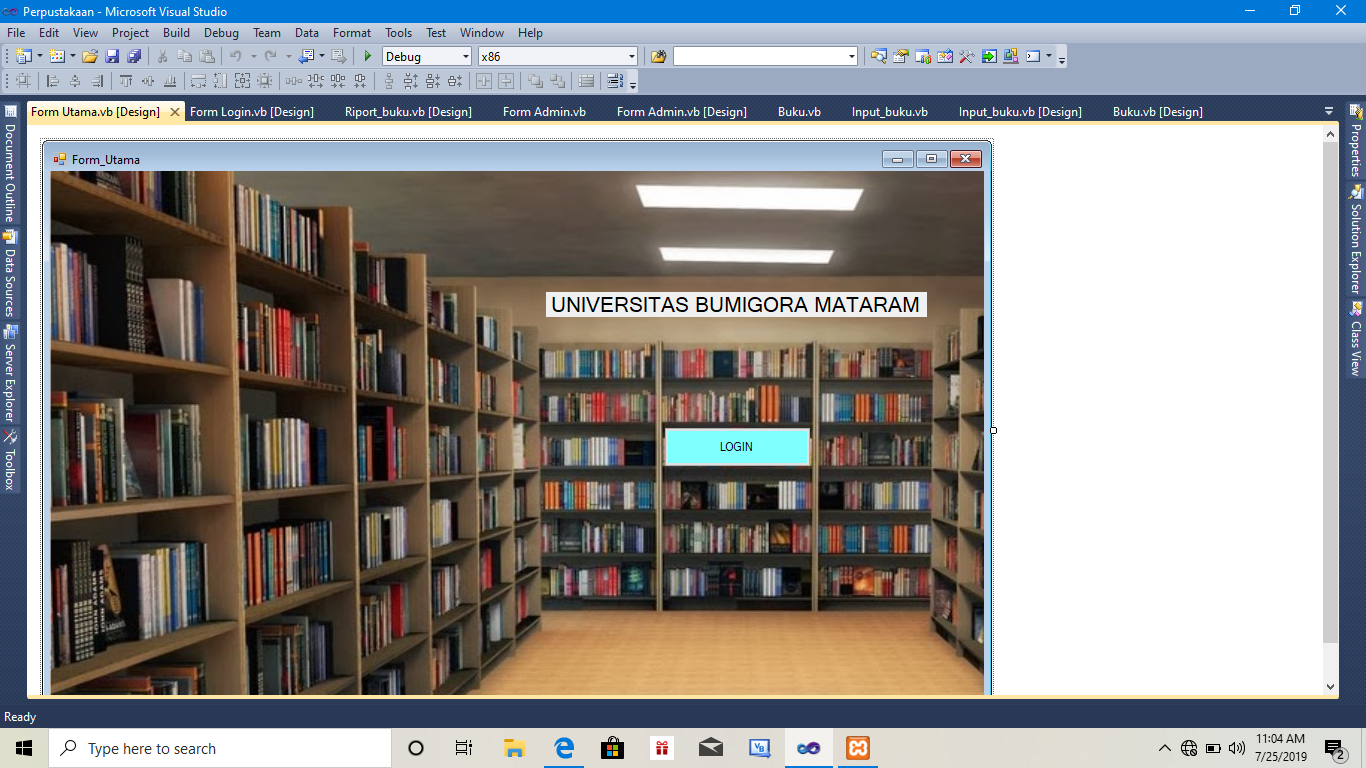 Perpustakaan - Microsoft Visual Studio
File Edit View Project Build Debug Team Data Format Tools Test Window Help
Debug x86
Form Utama.vb [Design] Form Login.vb [Design] Riport_buku.vb [Design] Form Admin.vb Form Admin.vb [Design] Buku.vb Input_buku.vb Input_buku.vb [Design] Buku.vb [Design]
Document Outline
Data Sources
Server Explorer
Toolbox
Form_Utama
UNIVERSITAS BUMIGORA MATARAM
LOGIN
JOHN ADAMS
Properties
Solution Explorer
Class View
Ready
Type here to search
VB
11:04 AM
7/25/2019
2